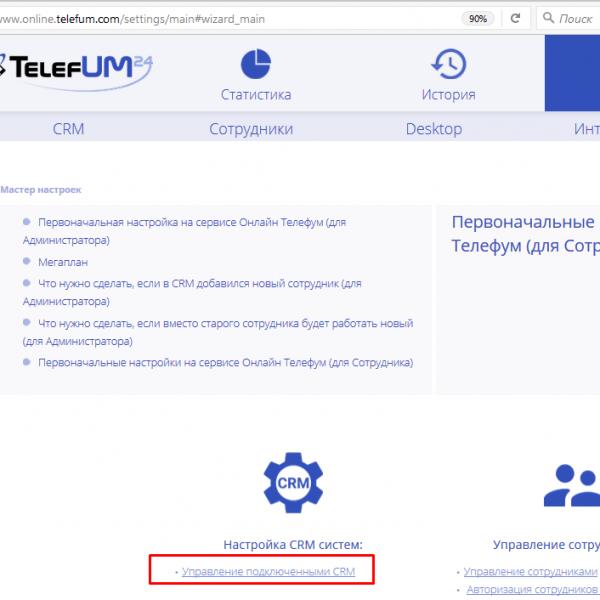 www.online.telefum.com/settings/main#wizard_main 90% Поиск
TELEFUM24
Статистика История
CRM Сотрудники Desktop
Мастер настроек
Первоначальная настройка на сервисе Онлайн Телефум (для
Администратора)
Мегаплан
Что нужно сделать, если в CRM добавился новый сотрудник (для
Администратора)
Что нужно сделать, если вместо старого сотрудника будет работать новый
(для Администратора)
Первоначальные настройки на сервисе Онлайн Телефум (для Сотрудника)
Первоначальные
Телефум (для
CRM
Настройка CRM систем:
Управление подключенными CRM
Управление
Управление сотрудниками
Авторизация сотрудников